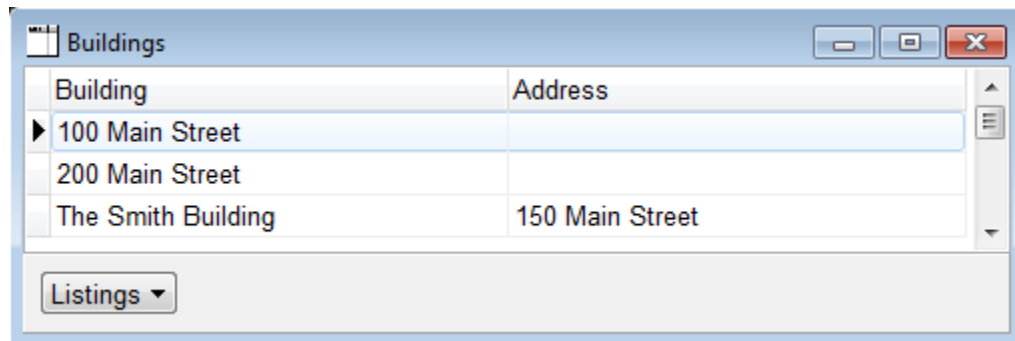 Buildings
Building Address
100 Main Street
200 Main Street
The Smith Building 150 Main Street
Listings